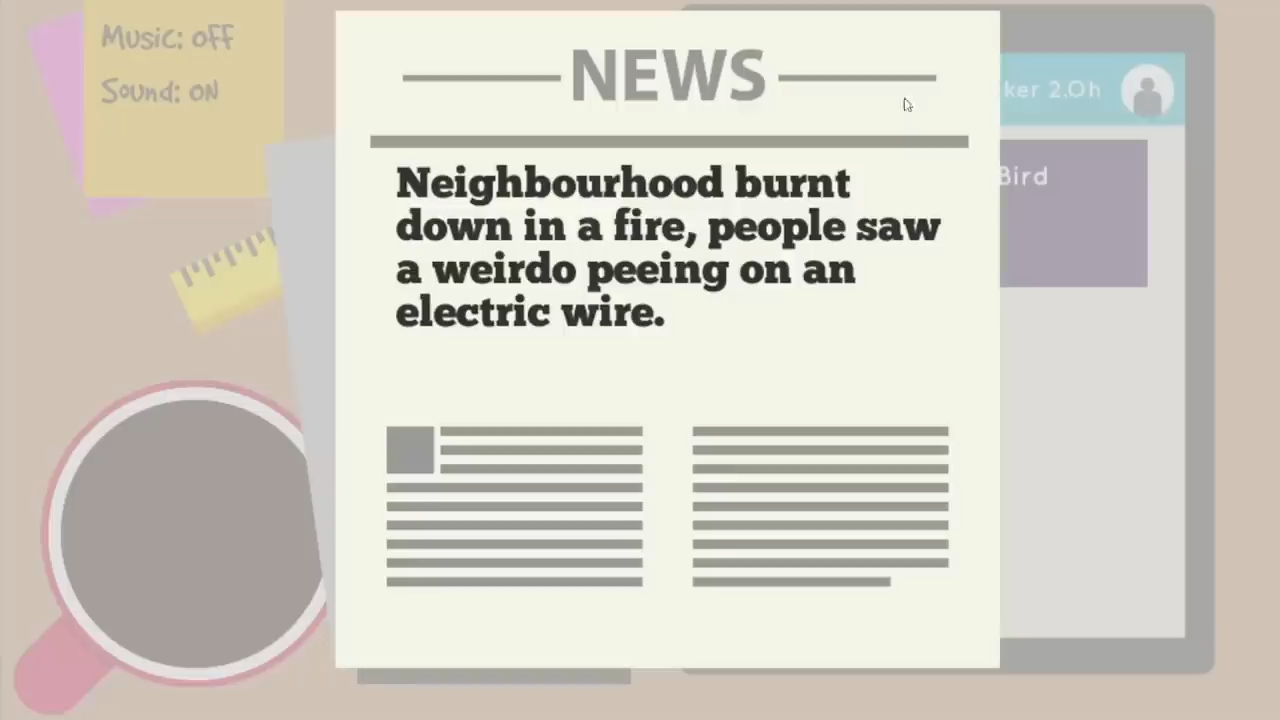 Music: OFF
Sound: ON
NEWS
ker 2.0h
Bird
Neighbourhood burnt
down in a fire, people saw
a weirdo peeing on an
electric wire.